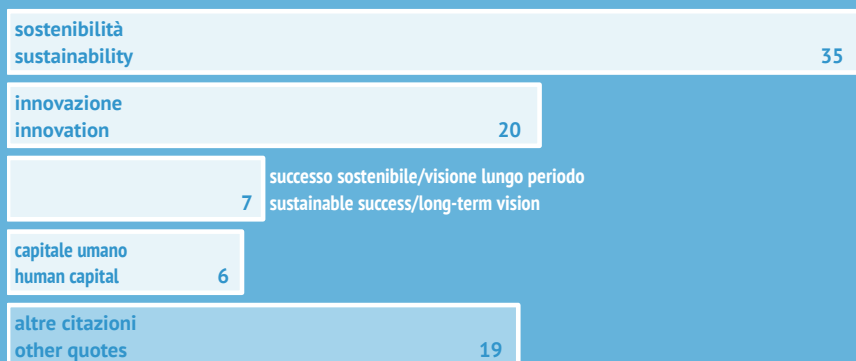 sostenibilità
sustainability 35
innovazione
innovation 20
successo sostenibile/visione lungo periodo
7 sustainable success/long-term vision
capitale umano
human capital 6
altre citazioni
other quotes 19